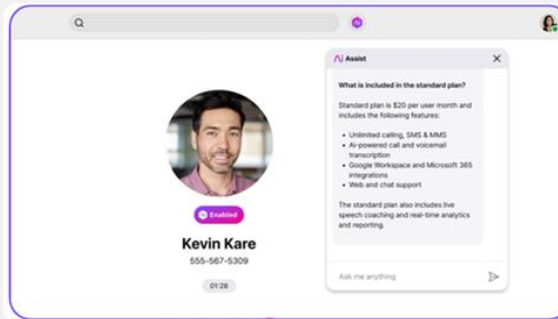 Assist
What is included in the standard plan?
Standard plan is $20 per user month and
includes the following features:
• Unlimited calling, SMS & MMS
• Ai-powered call and voicemail
transcription
• Google Workspace and Microsoft 365
integrations
• Web and chat support
The standard plan also includes live
speech coaching and real-time analytics
and reporting.
Ask me anything
Enabled
Kevin Kare
555-567-5309
01:28